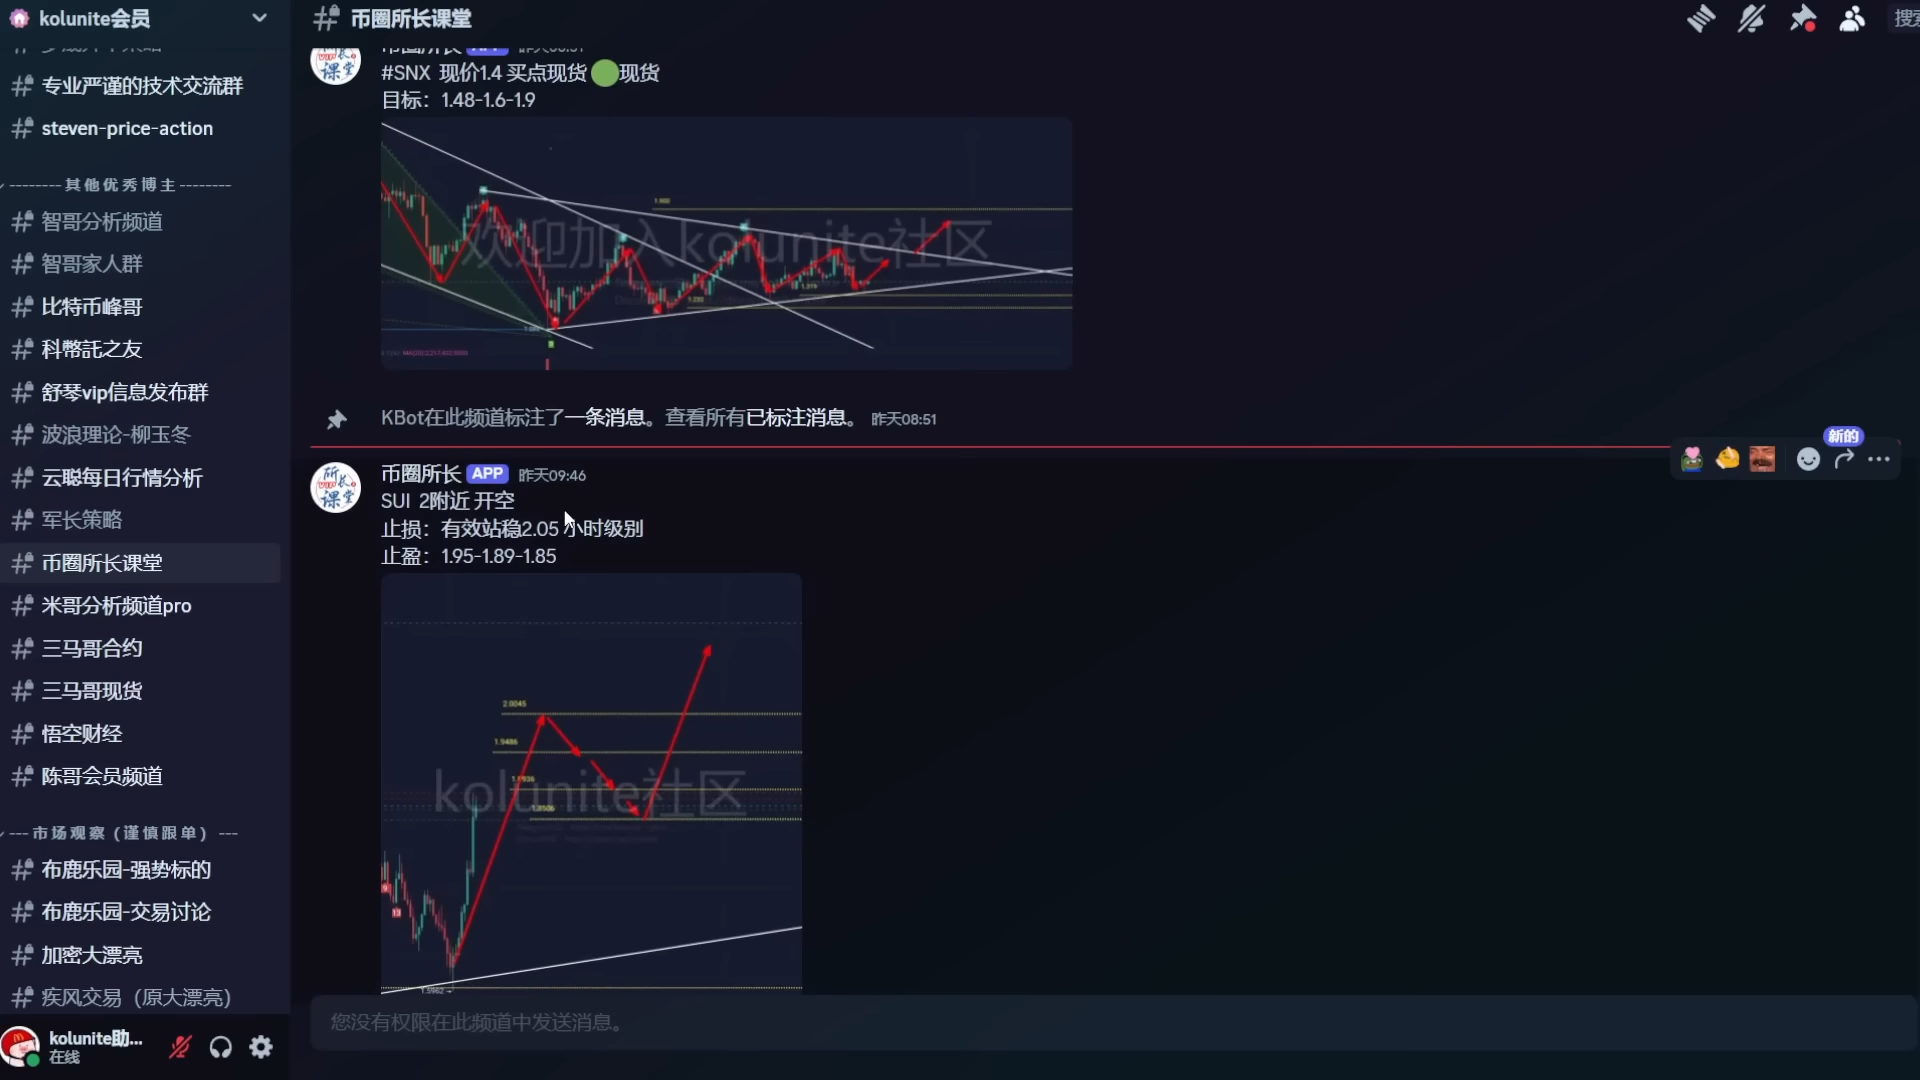 kolunite会员
专业严谨的技术交流群
steven-price-action
--------其他优秀博主--------
智哥分析频道
智哥家人群
比特币峰哥
科幣託之友
舒琴vip信息发布群
波浪理论-柳玉冬
云聪每日行情分析
军长策略
币圈所长课堂
米哥分析频道pro
三马哥合约
三马哥现货
悟空财经
陈哥会员频道
---市场观察（谨慎跟单）---
布鹿乐园-强势标的
布鹿乐园-交易讨论
加密大漂亮
疾风交易（原大漂亮）
kolunite助...
在线
币圈所长课堂
搜
#SNX 现价1.4 买点现货🟢现货
目标：1.48-1.6-1.9
欢迎加入kolunite社区
KBot在此频道标注了一条消息。查看所有已标注消息。 昨天08:51
新的
币圈所长 APP 昨天09:46
SUI 2附近 开空
止损：有效站稳2.05 小时级别
止盈：1.95-1.89-1.85
2.0045
1.9486
kolunite社区
您没有权限在此频道中发送消息。